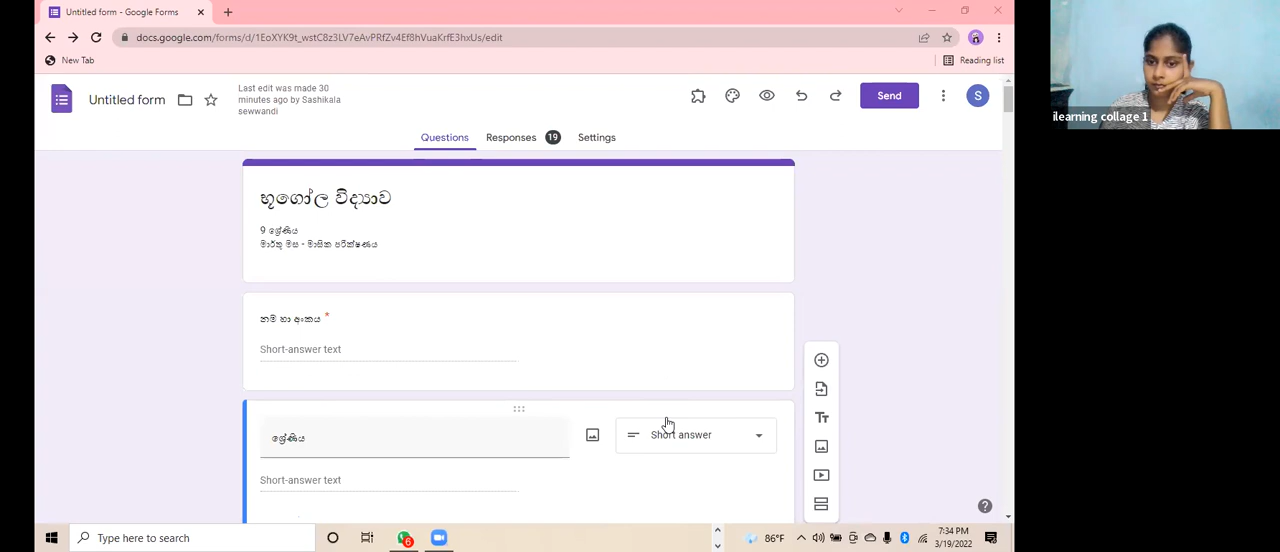 Untitled form - Google Forms
docs.google.com/forms/d/1EoXYK9t_wstC8z3LV7eAvPRfZv4Ef8hVuaKrfE3hxUs/edit
New Tab
Reading list
Untitled form
Last edit was made 30
minutes ago by Sashikala
sewwandi
Send
S
Questions
Responses 19
Settings
භූගෝල විද්‍යාව
9 ශ්‍රේණිය
මාර්තු මස - මාසික පරික්ෂණය
නම හා අංකය *
Short-answer text
ශ්‍රේණිය
Short answer
Short-answer text
ilearning collage 1
Type here to search
6
86°F
7:34 PM
3/19/2022